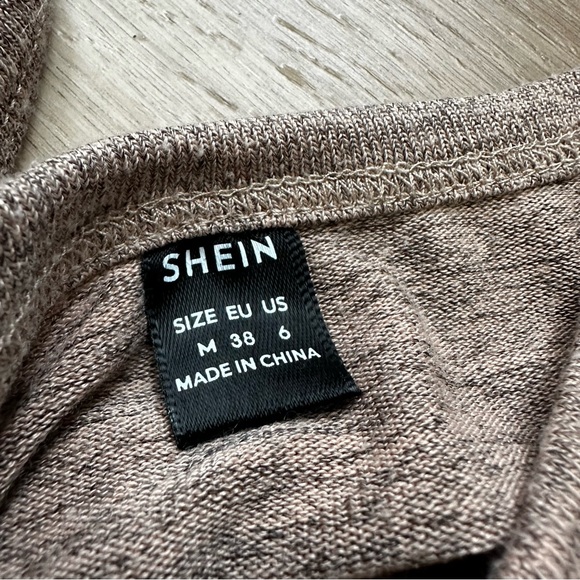 SHEIN
SIZE EU US
M 38 6
MADE IN CHINA